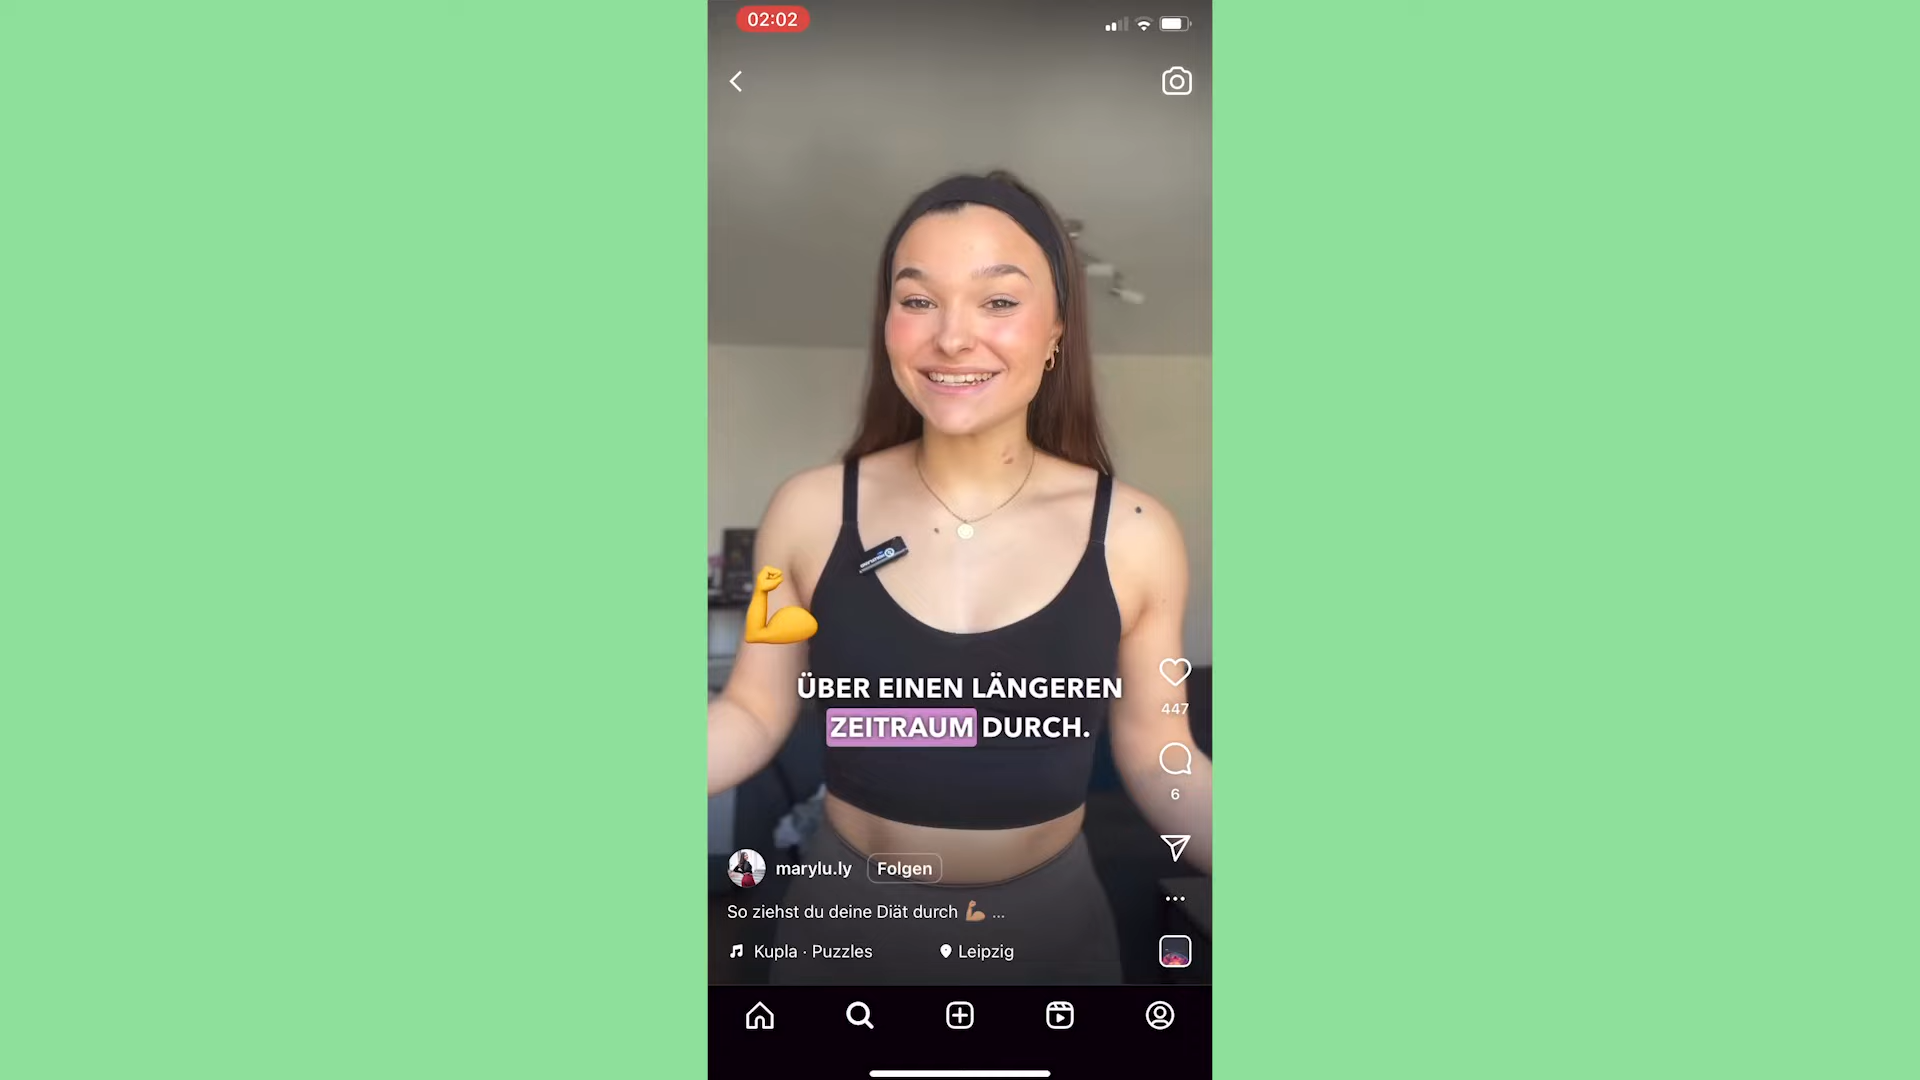 02:02
ÜBER EINEN LÄNGEREN
ZEITRAUM DURCH.
447
6
marylu.ly Folgen
So ziehst du deine Diät durch 💪🏽 ...
Kupla · Puzzles Leipzig